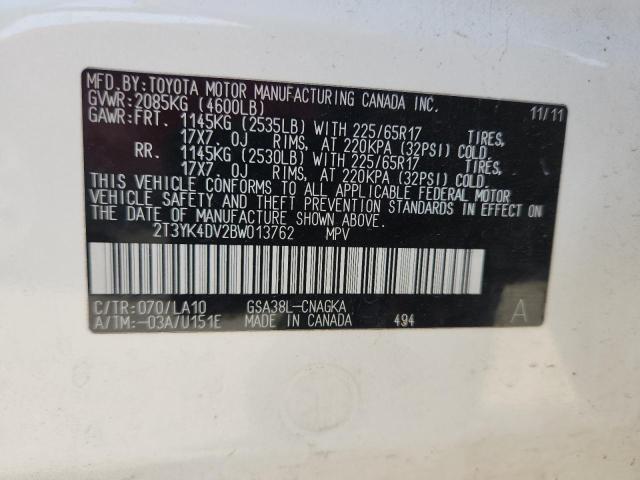 MFD.BY:TOYOTA MOTOR MANUFACTURING CANADA INC.
GVWR:2085KG (4600LB) 11/11
GAWR:FRT. 1145KG (2535LB) WITH 225/65R17 TIRES,
17X7.0J RIMS, AT 220KPA (32PSI) COLD.
RR. 1145KG (2530LB) WITH 225/65R17 TIRES,
17X7.0J RIMS, AT 220KPA (32PSI) COLD.
THIS VEHICLE CONFORMS TO ALL APPLICABLE FEDERAL MOTOR
VEHICLE SAFETY AND THEFT PREVENTION STANDARDS IN EFFECT ON
THE DATE OF MANUFACTURE SHOWN ABOVE.
2T3YK4DV2BW013762 MPV
C/TR:070/LA10 GSA38L-CNAGKA
A/TM:-03A/U151E MADE IN CANADA 494 A